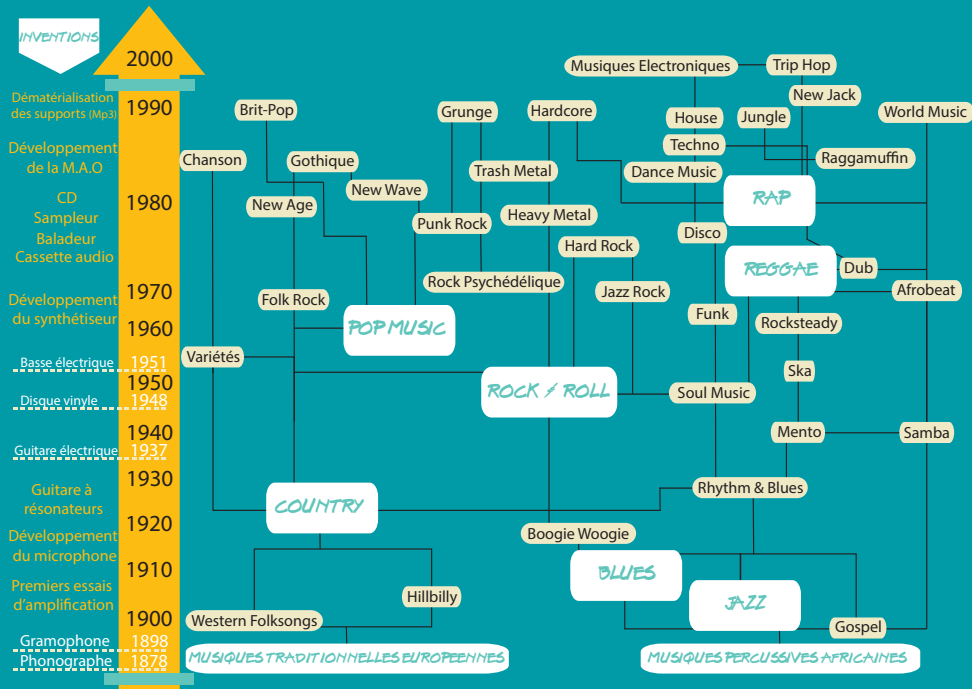 INVENTIONS
2000
Dématérialisation
des supports (Mp3)
1990
Développement
de la M.A.O
CD
Sampleur
Baladeur
Cassette audio
1980
Développement
du synthétiseur
1970
1960
Basse électrique 1951
1950
Disque vinyle 1948
1940
Guitare électrique 1937
1930
Guitare à
résonateurs
1920
Développement
du microphone
1910
Premiers essais
d'amplification
1900
Gramophone 1898
Phonographe 1878
Musiques Electroniques
Trip Hop
New Jack
Brit-Pop
Grunge
Hardcore
House
Jungle
World Music
Techno
Chanson
Gothique
Trash Metal
Dance Music
Raggamuffin
New Wave
RAP
New Age
Punk Rock
Heavy Metal
Disco
Hard Rock
REGGAE
Dub
Rock Psychédélique
Jazz Rock
Afrobeat
Folk Rock
Funk
Rocksteady
POP MUSIC
Variétés
Ska
ROCK & ROLL
Soul Music
Mento
Samba
COUNTRY
Rhythm & Blues
Boogie Woogie
BLUES
Hillbilly
JAZZ
Western Folksongs
Gospel
MUSIQUES TRADITIONNELLES EUROPEENNES
MUSIQUES PERCUSSIVES AFRICAINES